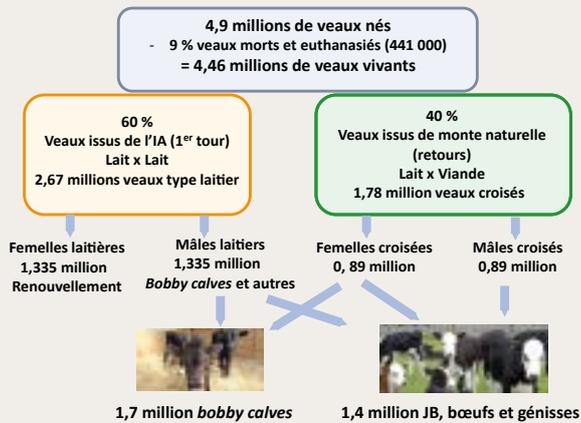 4,9 millions de veaux nés
- 9 % veaux morts et euthanasiés (441 000)
= 4,46 millions de veaux vivants
60 %
Veaux issus de l'IA (1er tour)
Lait x Lait
2,67 millions veaux type laitier
40 %
Veaux issus de monte naturelle
(retours)
Lait x Viande
1,78 million veaux croisés
Femelles laitières
1,335 million
Renouvellement
Mâles laitiers
1,335 million
Bobby calves et autres
Femelles croisées
0, 89 million
Mâles croisés
0,89 million
1,7 million bobby calves
1,4 million JB, bœufs et génisses